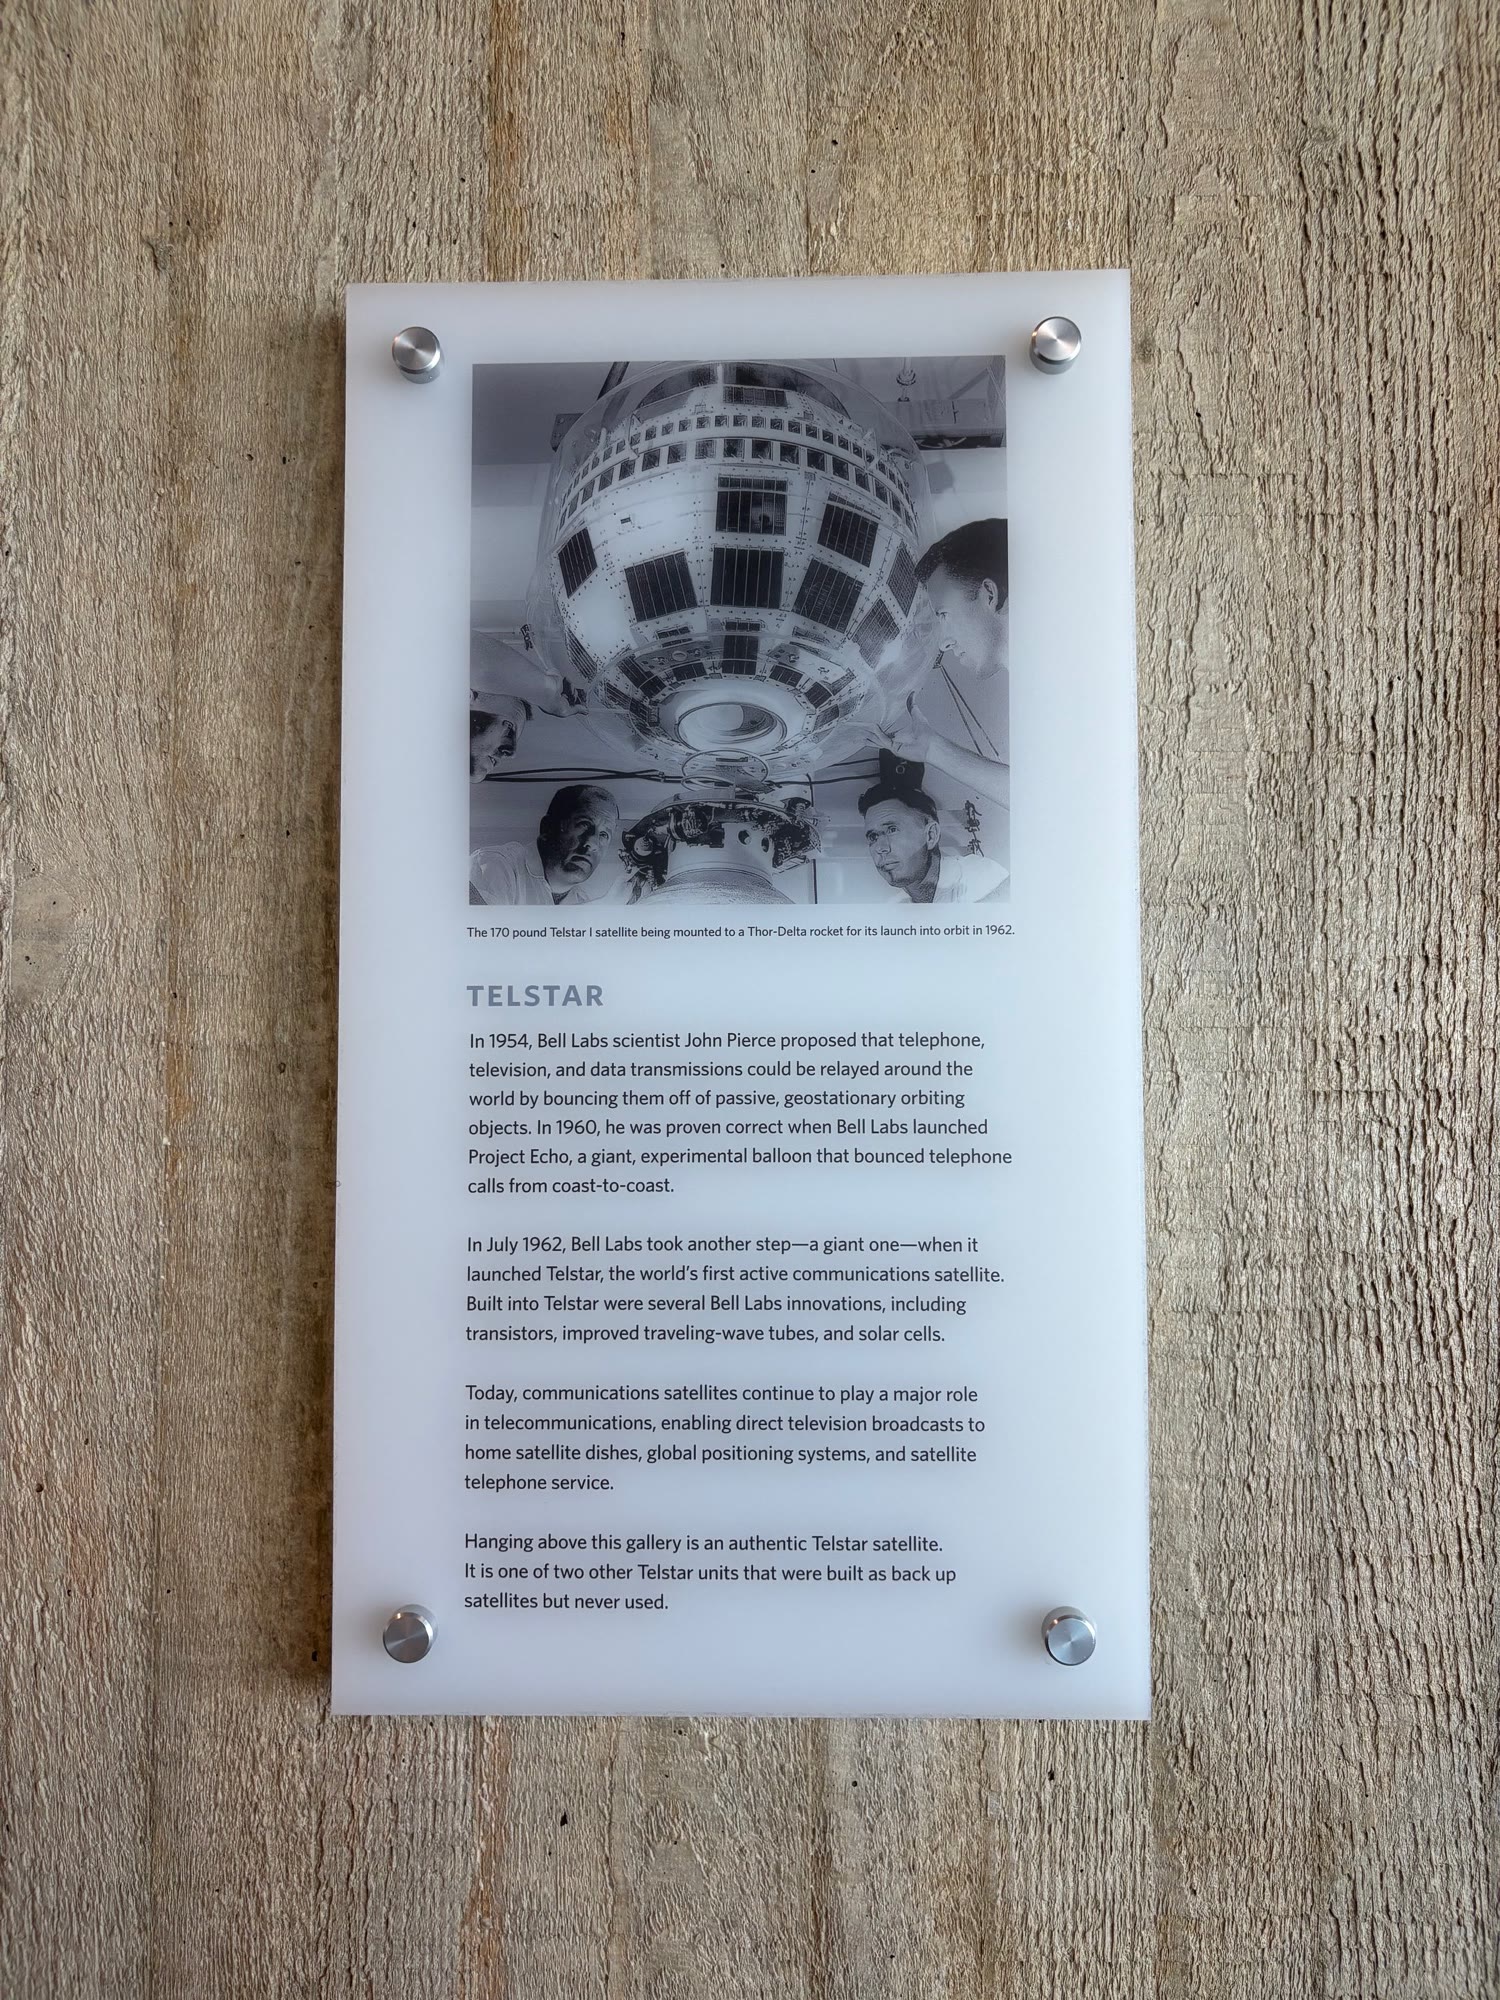 The 170 pound Telstar I satellite being mounted to a Thor-Delta rocket for its launch into orbit in 1962.
TELSTAR
In 1954, Bell Labs scientist John Pierce proposed that telephone,
television, and data transmissions could be relayed around the
world by bouncing them off of passive, geostationary orbiting
objects. In 1960, he was proven correct when Bell Labs launched
Project Echo, a giant, experimental balloon that bounced telephone
calls from coast-to-coast.
In July 1962, Bell Labs took another step—a giant one—when it
launched Telstar, the world's first active communications satellite.
Built into Telstar were several Bell Labs innovations, including
transistors, improved traveling-wave tubes, and solar cells.
Today, communications satellites continue to play a major role
in telecommunications, enabling direct television broadcasts to
home satellite dishes, global positioning systems, and satellite
telephone service.
Hanging above this gallery is an authentic Telstar satellite.
It is one of two other Telstar units that were built as back up
satellites but never used.